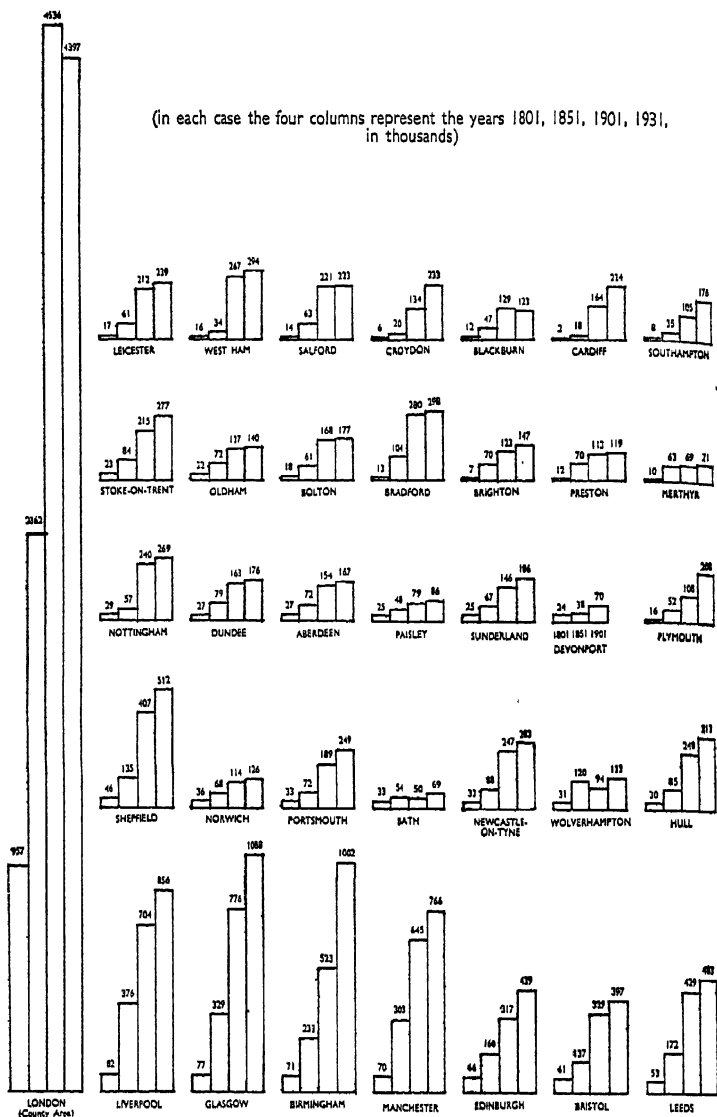 4536
4397
(in each case the four columns represent the years 1801, 1851, 1901, 1931,
in thousands)
17 61 212 239
LEICESTER
16 34 267 294
WEST HAM
14 63 221 223
SALFORD
6 20 134 233
CROYDON
12 47 129 123
BLACKBURN
2 18 164 224
CARDIFF
8 35 105 176
SOUTHAMPTON
23 84 215 277
STOKE-ON-TRENT
22 72 137 140
OLDHAM
18 61 168 177
BOLTON
13 104 280 298
BRADFORD
7 70 123 147
BRIGHTON
12 70 113 119
PRESTON
10 63 69 21
MERTHYR
2363
29 57 240 269
NOTTINGHAM
27 79 163 176
DUNDEE
27 72 154 167
ABERDEEN
25 48 79 86
PAISLEY
25 67 146 186
SUNDERLAND
24 38 70
1801 1851 1901
DEVONPORT
16 52 108 208
PLYMOUTH
46 135 407 512
SHEFFIELD
36 68 114 126
NORWICH
33 72 189 249
PORTSMOUTH
33 54 50 69
BATH
33 88 247 283
NEWCASTLE-
ON-TYNE
31 120 94 133
WOLVERHAMPTON
30 85 240 313
HULL
957
LONDON
(County Area)
82 376 704 856
LIVERPOOL
77 329 776 1088
GLASGOW
71 233 523 1002
BIRMINGHAM
70 303 645 766
MANCHESTER
66 160 317 439
EDINBURGH
61 137 329 397
BRISTOL
53 172 429 483
LEEDS